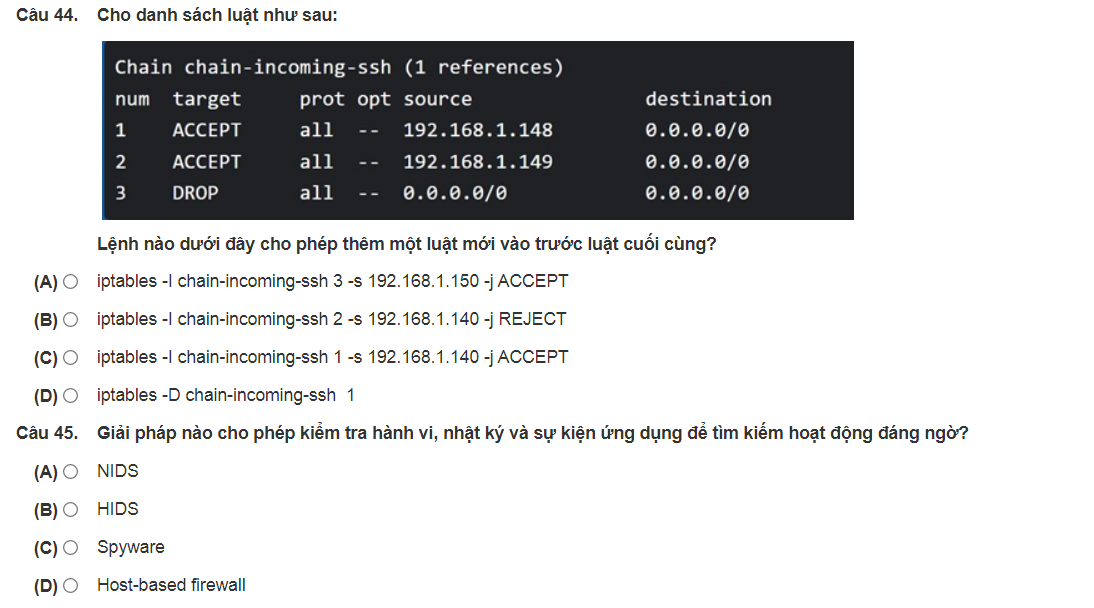 Câu 44. Cho danh sách luật như sau:
Chain chain-incoming-ssh (1 references)
num target prot opt source destination
1 ACCEPT all -- 192.168.1.148 0.0.0.0/0
2 ACCEPT all -- 192.168.1.149 0.0.0.0/0
3 DROP all -- 0.0.0.0/0 0.0.0.0/0
Lệnh nào dưới đây cho phép thêm một luật mới vào trước luật cuối cùng?
(A) iptables -I chain-incoming-ssh 3 -s 192.168.1.150 -j ACCEPT
(B) iptables -I chain-incoming-ssh 2 -s 192.168.1.140 -j REJECT
(C) iptables -I chain-incoming-ssh 1 -s 192.168.1.140 -j ACCEPT
(D) iptables -D chain-incoming-ssh 1
Câu 45. Giải pháp nào cho phép kiểm tra hành vi, nhật ký và sự kiện ứng dụng để tìm kiếm hoạt động đáng ngờ?
(A) NIDS
(B) HIDS
(C) Spyware
(D) Host-based firewall